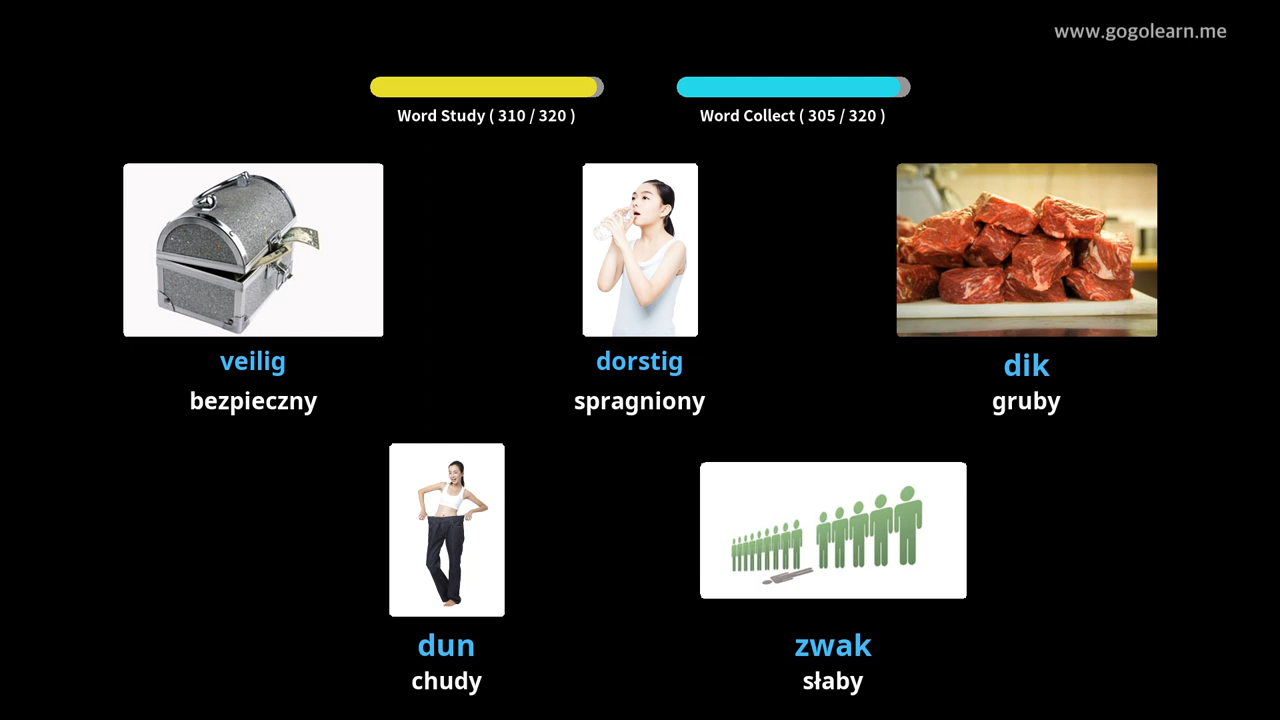 www.gogolearn.me
Word Study ( 310 / 320 )
Word Collect ( 305 / 320 )
veilig
bezpieczny
dorstig
spragniony
dik
gruby
dun
chudy
zwak
słaby